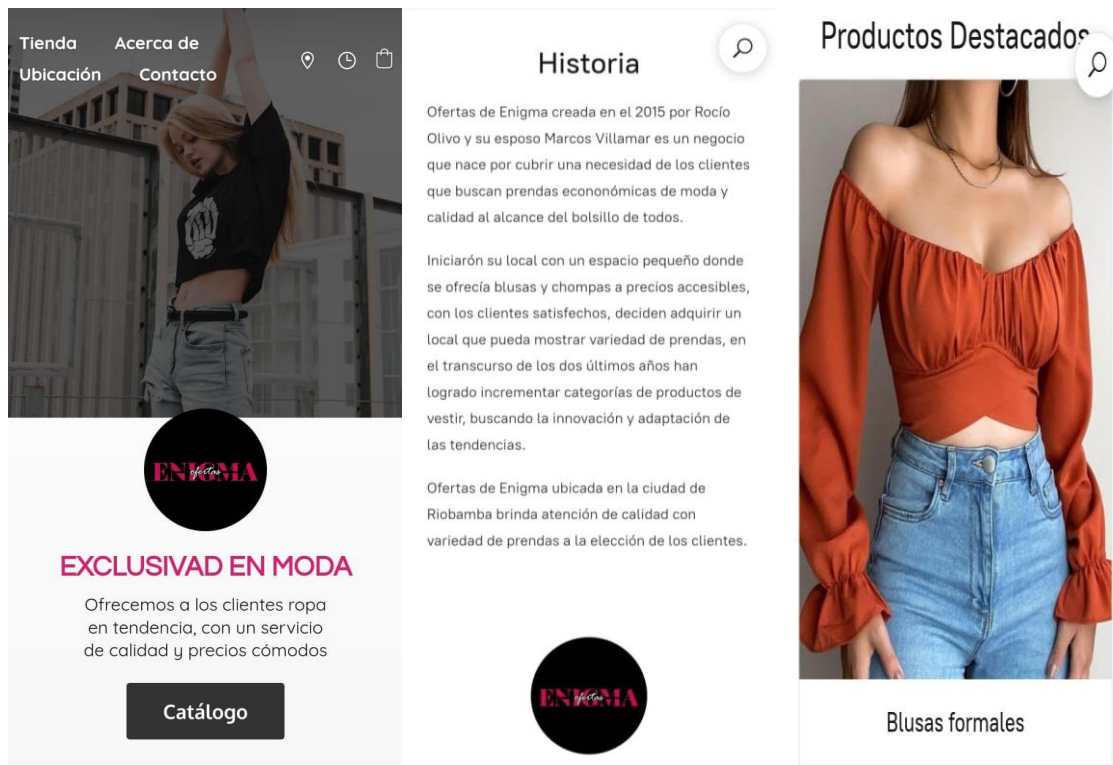 Tienda Acerca de
Ubicación Contacto
ENIGMA
ofertas
EXCLUSIVAD EN MODA
Ofrecemos a los clientes ropa
en tendencia, con un servicio
de calidad y precios cómodos
Catálogo
Historia
Ofertas de Enigma creada en el 2015 por Rocío
Olivo y su esposo Marcos Villamar es un negocio
que nace por cubrir una necesidad de los clientes
que buscan prendas econonómicas de moda y
calidad al alcance del bolsillo de todos.
Iniciarón su local con un espacio pequeño donde
se ofrecía blusas y chompas a precios accesibles,
con los clientes satisfechos, deciden adquirir un
local que pueda mostrar variedad de prendas, en
el transcurso de los dos últimos años han
logrado incrementar categorías de productos de
vestir, buscando la innovación y adaptación de
las tendencias.
Ofertas de Enigma ubicada en la ciudad de
Riobamba brinda atención de calidad con
variedad de prendas a la elección de los clientes.
ENIGMA
ofertas
Productos Destacados
Blusas formales